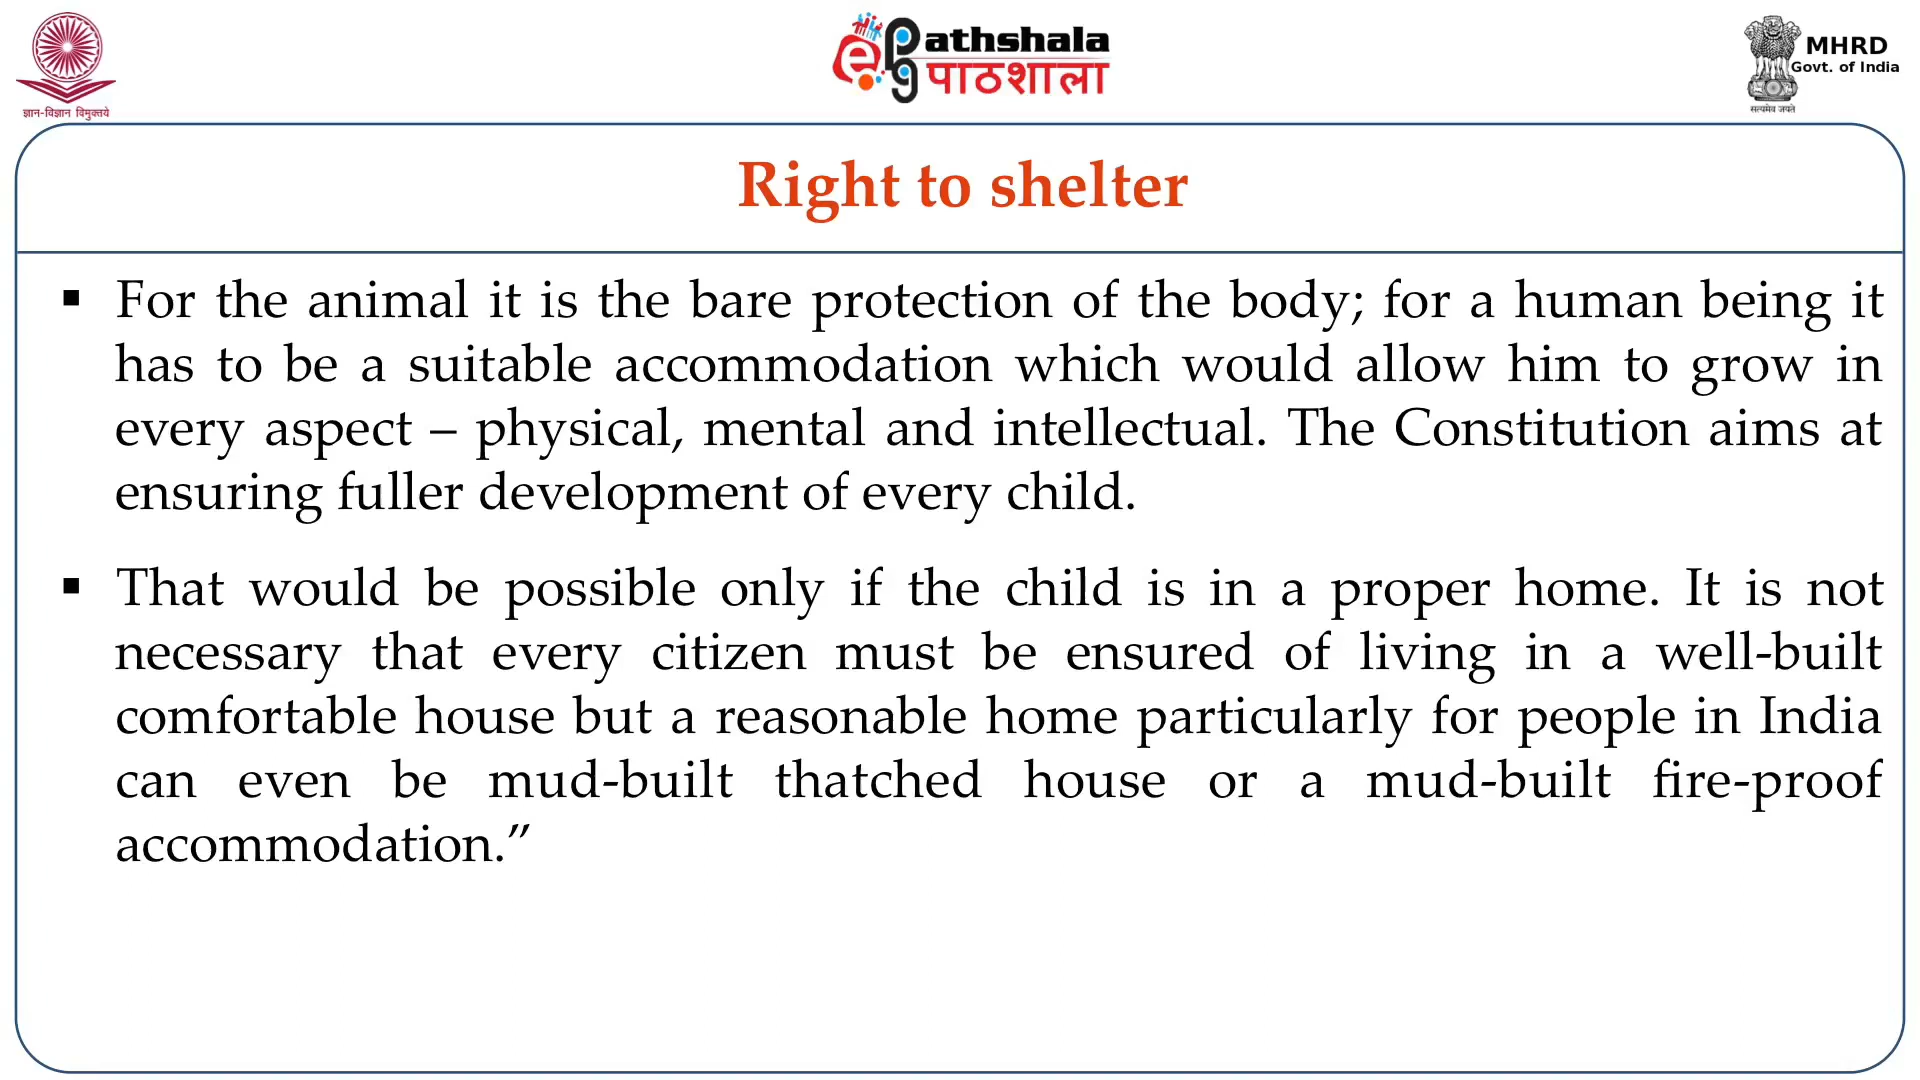 ज्ञान-विज्ञान विमुक्तये
e pg athshala
पाठशाला
MHRD
Govt. of India
सत्यमेव जयते
Right to shelter
▪ For the animal it is the bare protection of the body; for a human being it
has to be a suitable accommodation which would allow him to grow in
every aspect – physical, mental and intellectual. The Constitution aims at
ensuring fuller development of every child.
▪ That would be possible only if the child is in a proper home. It is not
necessary that every citizen must be ensured of living in a well-built
comfortable house but a reasonable home particularly for people in India
can even be mud-built thatched house or a mud-built fire-proof
accommodation.”